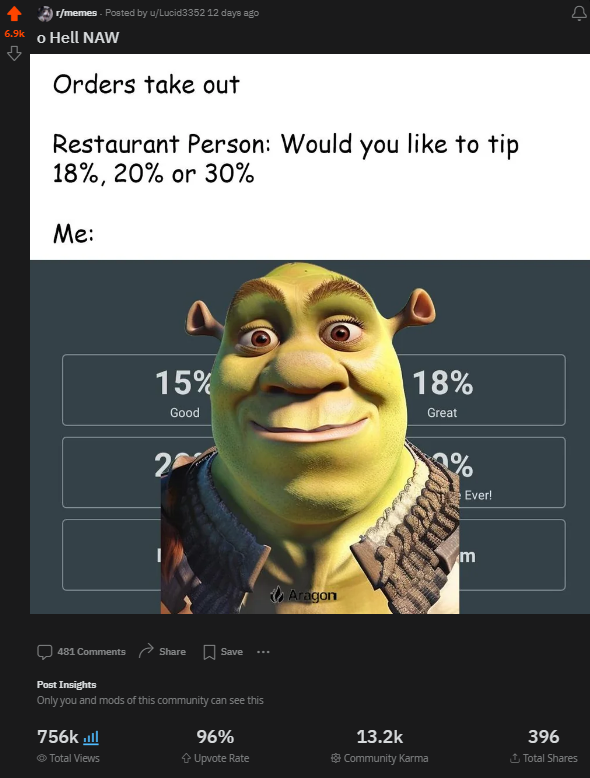 r/memes · Posted by u/Lucid3352 12 days ago
6.9k
o Hell NAW
Orders take out
Restaurant Person: Would you like to tip
18%, 20% or 30%
Me:
15%
18%
Good
Great
Ever!
Aragon
481 Comments
Share
Save
Post Insights
Only you and mods of this community can see this
756k
96%
13.2k
396
Total Views
Upvote Rate
Community Karma
Total Shares